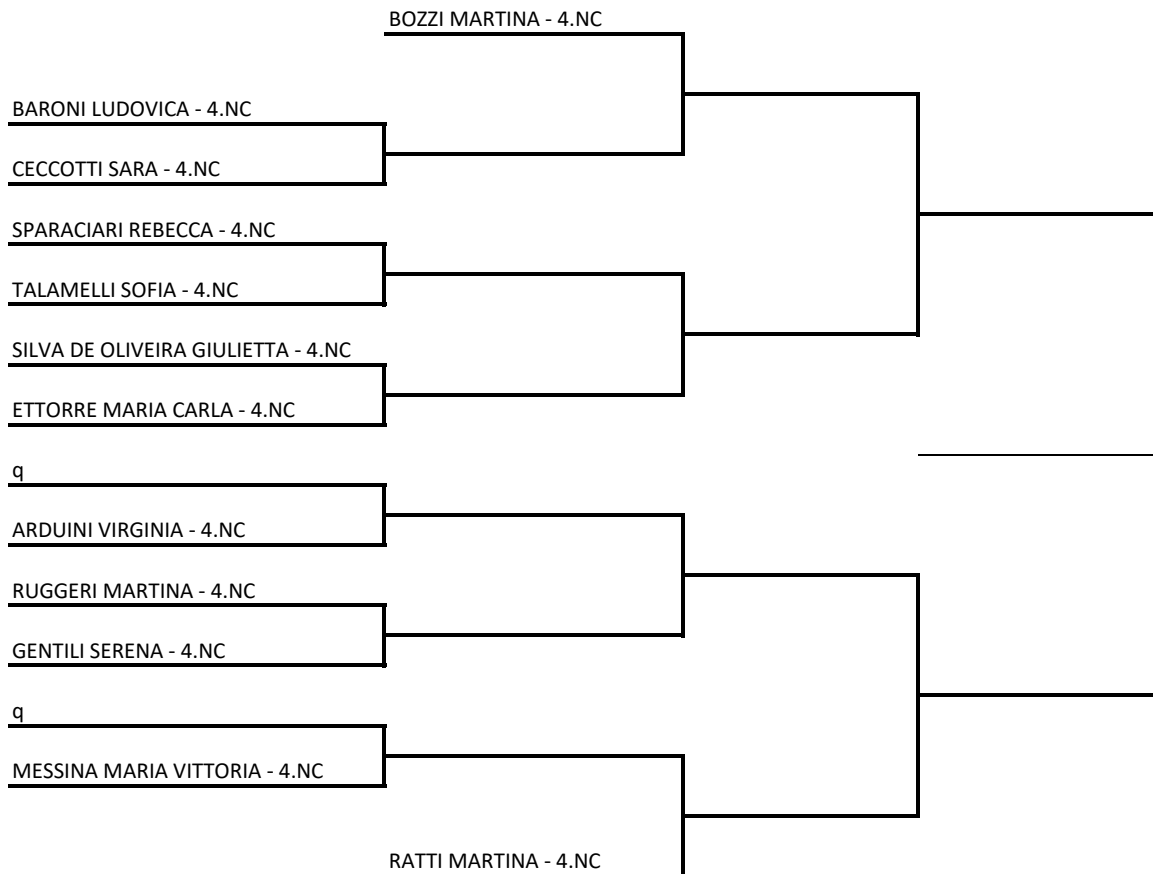 BOZZI MARTINA - 4.NC
BARONI LUDOVICA - 4.NC
CECCOTTI SARA - 4.NC
SPARACIARI REBECCA - 4.NC
TALAMELLI SOFIA - 4.NC
SILVA DE OLIVEIRA GIULIETTA - 4.NC
ETTORRE MARIA CARLA - 4.NC
q
ARDUINI VIRGINIA - 4.NC
RUGGERI MARTINA - 4.NC
GENTILI SERENA - 4.NC
q
MESSINA MARIA VITTORIA - 4.NC
RATTI MARTINA - 4.NC